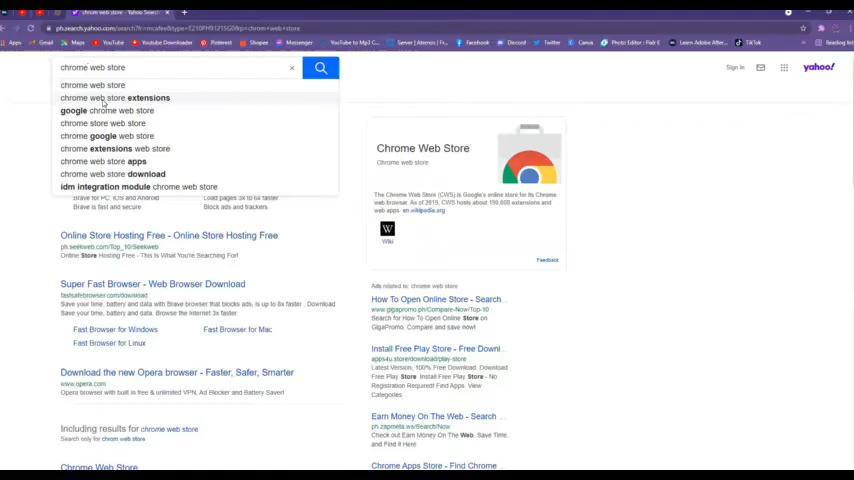 chrome web store - Yahoo Search
ph.search.yahoo.com/search?fr=mcafee&type=E210PH91215G0&p=chrom+web+store
Apps
Gmail
Maps
YouTube
Youtube Downloader
Pinterest
Shopee
Messenger
YouTube to Mp3 C...
Server | Aternos | Fr...
Facebook
Discord
Twitter
Canva
Photo Editor : Pixlr E...
Learn Adobe After...
TikTok
Reading list
chrome web store
Sign In
yahoo!
chrome web store
chrome web store extensions
google chrome web store
chrome store web store
chrome google web store
chrome extensions web store
chrome web store apps
chrome web store download
idm integration module chrome web store
Brave for PC, iOS and Android
Brave is fast and secure
Load pages 3x to 6x faster
Block ads and trackers
Online Store Hosting Free - Online Store Hosting Free
ph.seekweb.com/Top_10/Seekweb
Online Store Hosting Free - This Is What You're Searching For!
Super Fast Browser - Web Browser Download
fastsafebrowser.com/download
Save your time, battery and data with Brave browser that blocks ads, is up to 6x faster · Download
Save your time, battery and data. Browse the Internet 3x faster
Fast Browser for Windows
Fast Browser for Mac
Fast Browser for Linux
Download the new Opera browser - Faster, Safer, Smarter
www.opera.com
Opera browser with built in free & unlimited VPN, Ad Blocker and Battery Saver!
Including results for chrome web store
Search only for chrom web store
Chrome Web Store
Chrome Web Store
Chrome web store
The Chrome Web Store (CWS) is Google's online store for its Chrome
web browser. As of 2019, CWS hosts about 190,000 extensions and
web apps. en.wikipedia.org
W
Wiki
Feedback
Ads related to: chrome web store
How To Open Online Store - Search...
www.gigapromo.ph/Compare-Now/Top-10
Search for How To Open Online Store on
GigaPromo. Compare and save now!
Install Free Play Store - Free Downl...
apps4u.store/download/play-store
Latest Version, 100% Free Download.
Free Play Store. Install Free Play Store - No
Registration Required! Find Apps. View
Categories
Earn Money On The Web - Search ...
ph.zapmeta.ws/Search/Now
Check out Earn Money On The Web. Save Time,
and Find it Here
Chrome Apps Store - Find Chrome